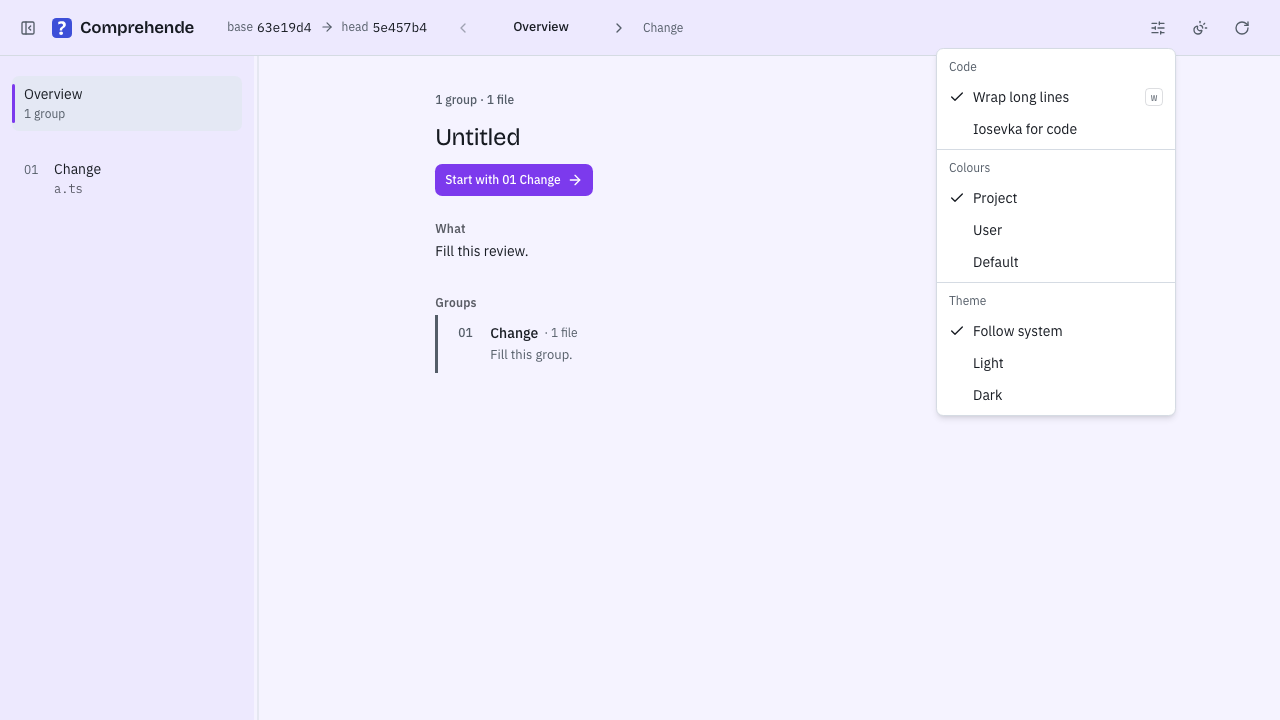 Comprehende
base 63e19d4 → head 5e457b4
Overview
Change
Overview
1 group
01 Change
a.ts
1 group · 1 file
Untitled
Start with 01 Change →
What
Fill this review.
Groups
01 Change · 1 file
Fill this group.
Code
Wrap long lines w
Iosevka for code
Colours
Project
User
Default
Theme
Follow system
Light
Dark